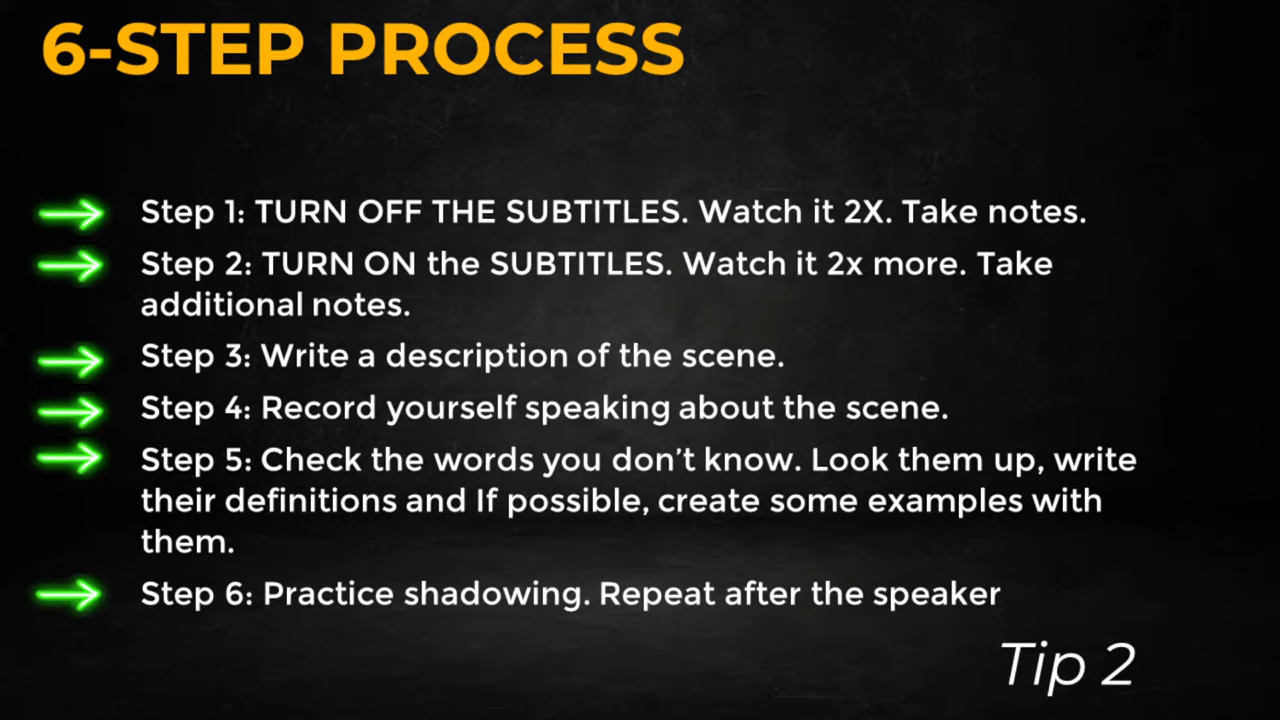 6-STEP PROCESS
Step 1: TURN OFF THE SUBTITLES. Watch it 2X. Take notes.
Step 2: TURN ON the SUBTITLES. Watch it 2x more. Take
additional notes.
Step 3: Write a description of the scene.
Step 4: Record yourself speaking about the scene.
Step 5: Check the words you don't know. Look them up, write
their definitions and If possible, create some examples with
them.
Step 6: Practice shadowing. Repeat after the speaker
Tip 2